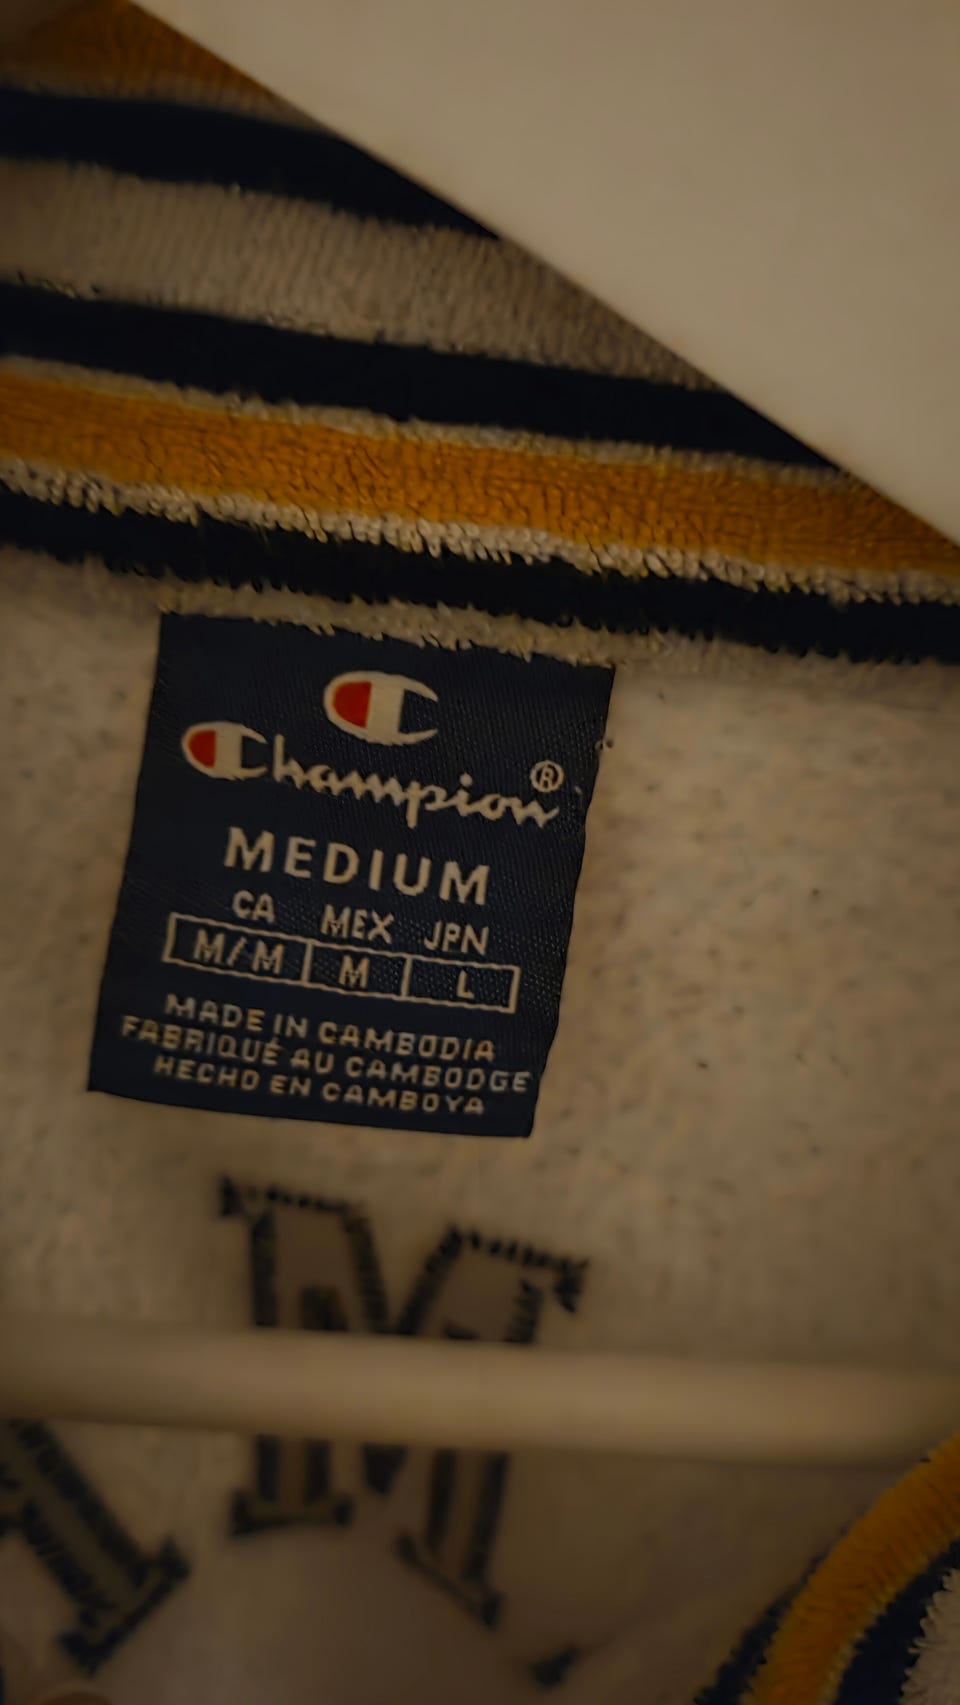 Champion®
MEDIUM
CA MEX JPN
M/M M L
MADE IN CAMBODIA
FABRIQUÉ AU CAMBODGE
HECHO EN CAMBOYA
M